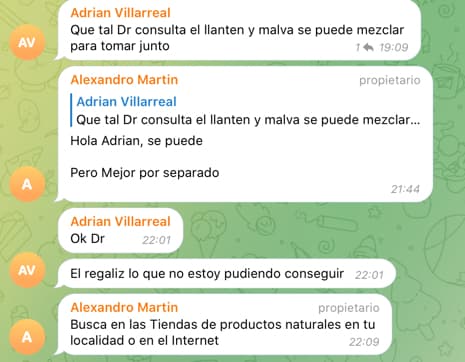 Adrian Villarreal
AV
Que tal Dr consulta el llanten y malva se puede mezclar
para tomar junto
1 19:09
Alexandro Martin propietario
Adrian Villarreal
Que tal Dr consulta el llanten y malva se puede mezclar...
Hola Adrian, se puede
Pero Mejor por separado
A
21:44
Adrian Villarreal
Ok Dr 22:01
AV
El regaliz lo que no estoy pudiendo conseguir 22:01
Alexandro Martin propietario
Busca en las Tiendas de productos naturales en tu
A
localidad o en el Internet 22:09